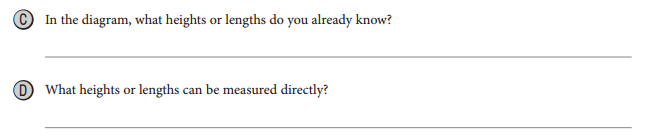 C In the diagram, what heights or lengths do you already know?
D What heights or lengths can be measured directly?